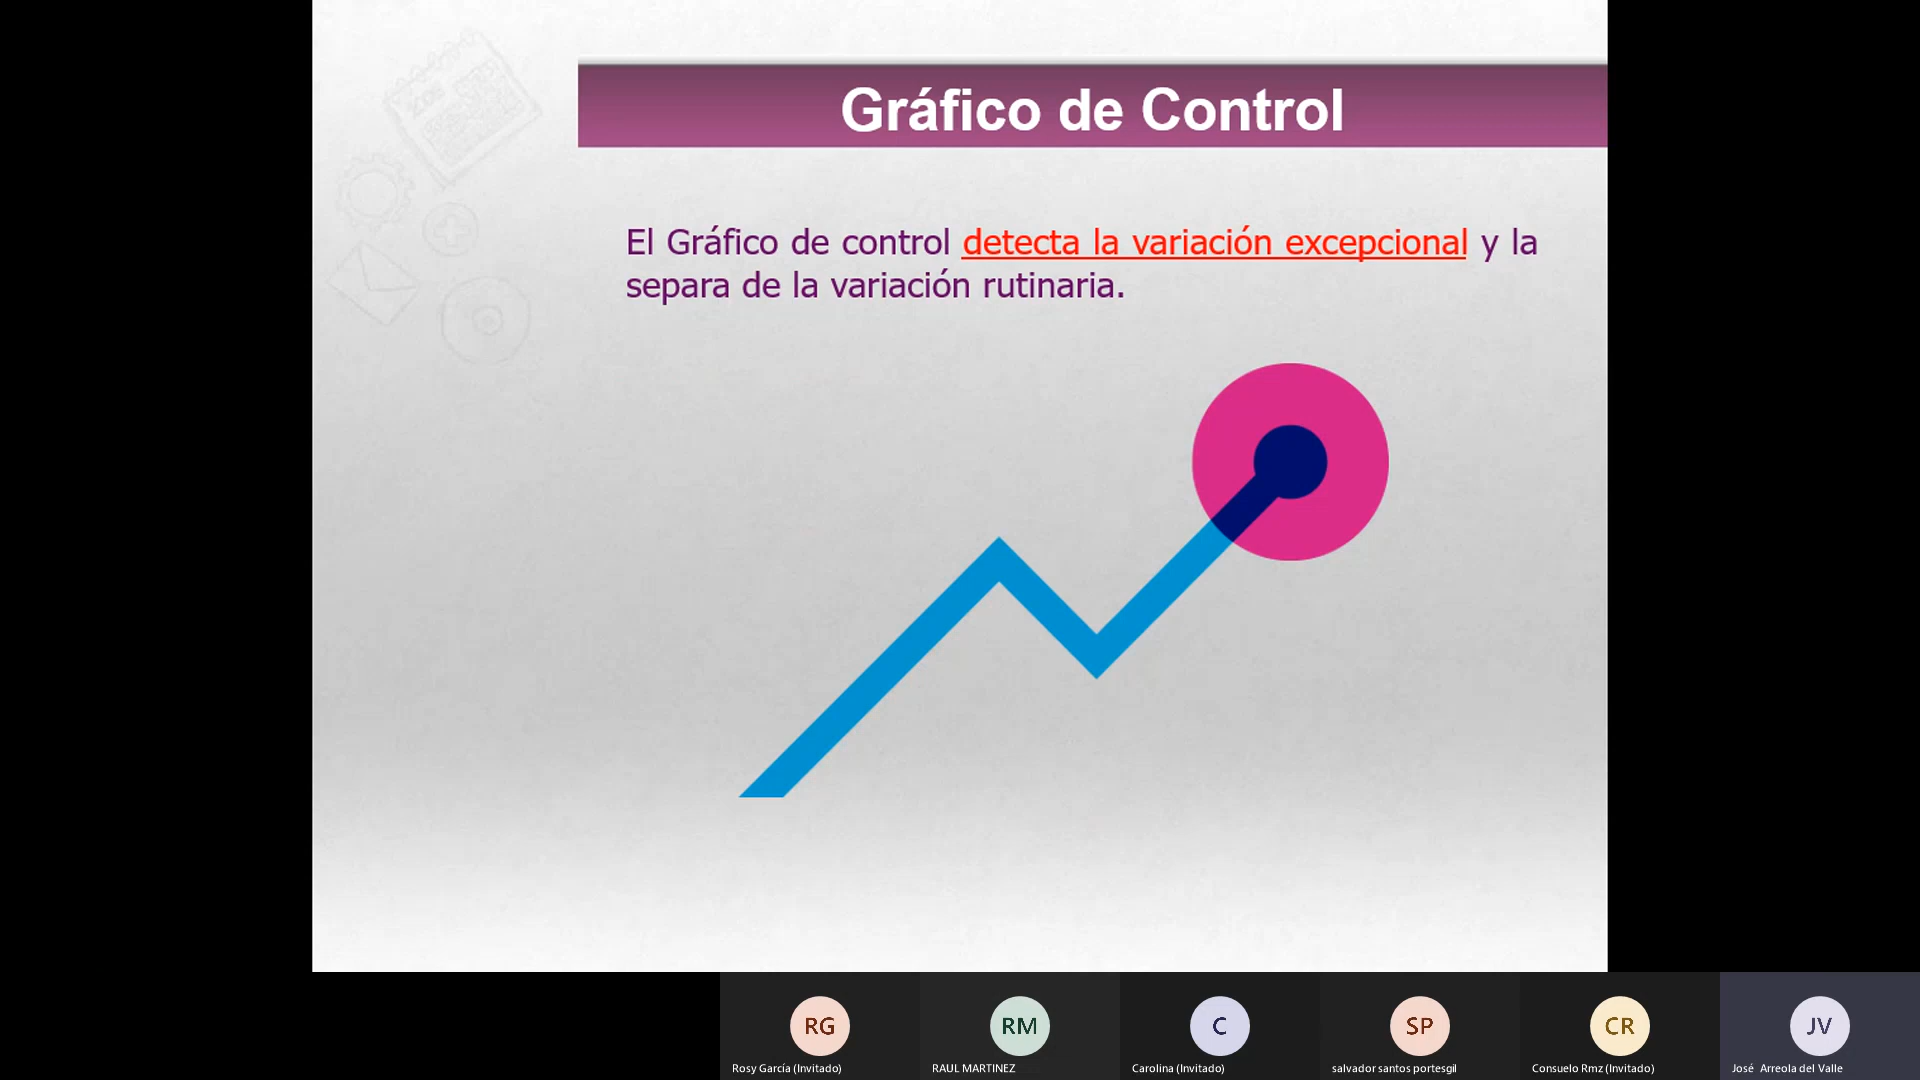 Gráfico de Control
El Gráfico de control detecta la variación excepcional y la
separa de la variación rutinaria.
RG
RM
C
SP
CR
JV
Rosy García (Invitado)
RAUL MARTINEZ
Carolina (Invitado)
salvador santos portesgil
Consuelo Rmz (Invitado)
José Arreola del Valle